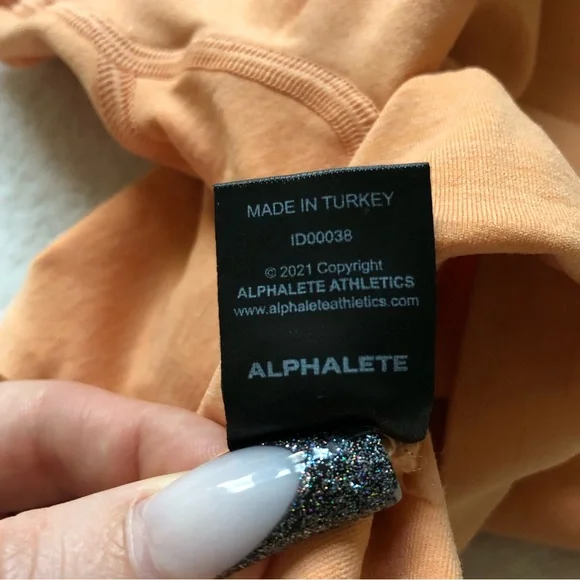 MADE IN TURKEY
ID00038
© 2021 Copyright
ALPHALETE ATHLETICS
www.alphaleteathletics.com
ALPHALETE